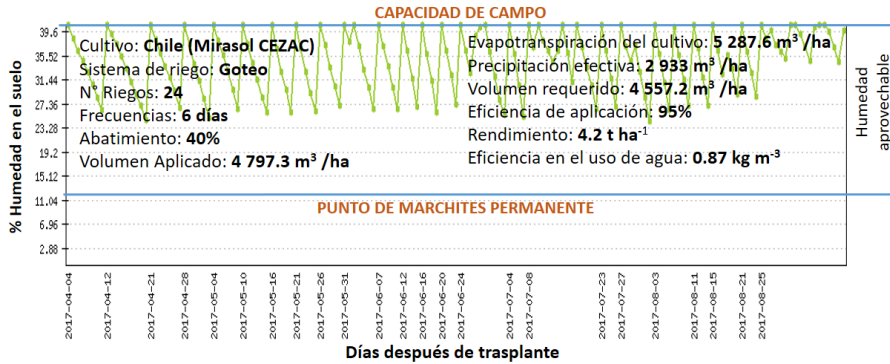 CAPACIDAD DE CAMPO
Cultivo: Chile (Mirasol CEZAC)
Sistema de riego: Goteo
N° Riegos: 24
Frecuencias: 6 días
Abatimiento: 40%
Volumen Aplicado: 4 797.3 m³ /ha
Evapotranspiración del cultivo: 5 287.6 m³ /ha
Precipitación efectiva: 2 933 m³ /ha
Volumen requerido: 4 557.2 m³ /ha
Eficiencia de aplicación: 95%
Rendimiento: 4.2 t ha⁻¹
Eficiencia en el uso de agua: 0.87 kg m⁻³
Humedad
aprovechable
PUNTO DE MARCHITES PERMANENTE
% Humedad en el suelo
39.6
35.52
31.44
27.36
23.28
19.2
15.12
11.04
6.96
2.88
2017-04-04
2017-04-12
2017-04-21
2017-04-28
2017-05-04
2017-05-10
2017-05-16
2017-05-21
2017-05-26
2017-05-31
2017-06-07
2017-06-12
2017-06-16
2017-06-20
2017-06-24
2017-07-04
2017-07-08
2017-07-23
2017-07-27
2017-08-03
2017-08-11
2017-08-15
2017-08-21
2017-08-25
Días después de trasplante